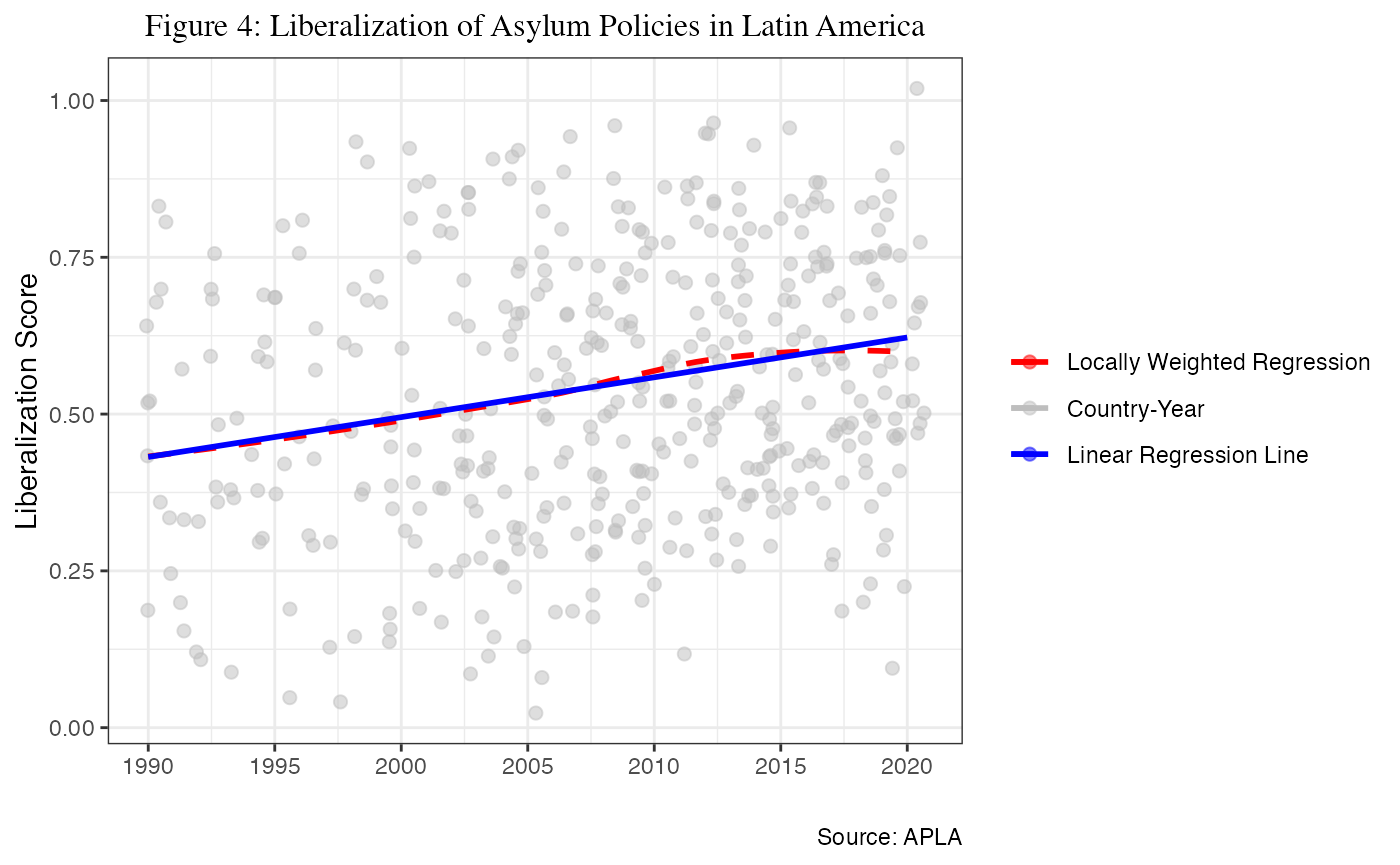 Figure 4: Liberalization of Asylum Policies in Latin America
Liberalization Score
1.00
0.75
0.50
0.25
0.00
1990 1995 2000 2005 2010 2015 2020
Locally Weighted Regression
Country-Year
Linear Regression Line
Source: APLA